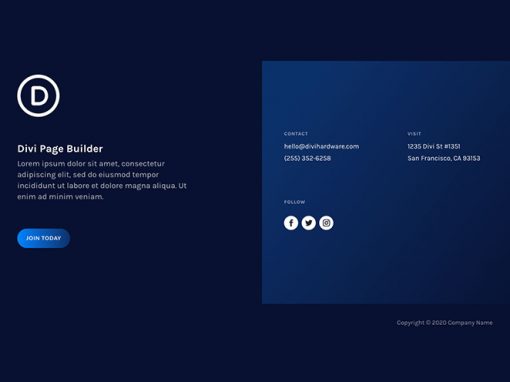 D
Divi Page Builder
Lorem ipsum dolor sit amet, consectetur
adipiscing elit, sed do eiusmod tempor
incididunt ut labore et dolore magna aliqua. Ut
enim ad minim veniam.
JOIN TODAY
CONTACT
hello@divihardware.com
(255) 352-6258
VISIT
1235 Divi St #1351
San Francisco, CA 93153
FOLLOW
Copyright © 2020 Company Name